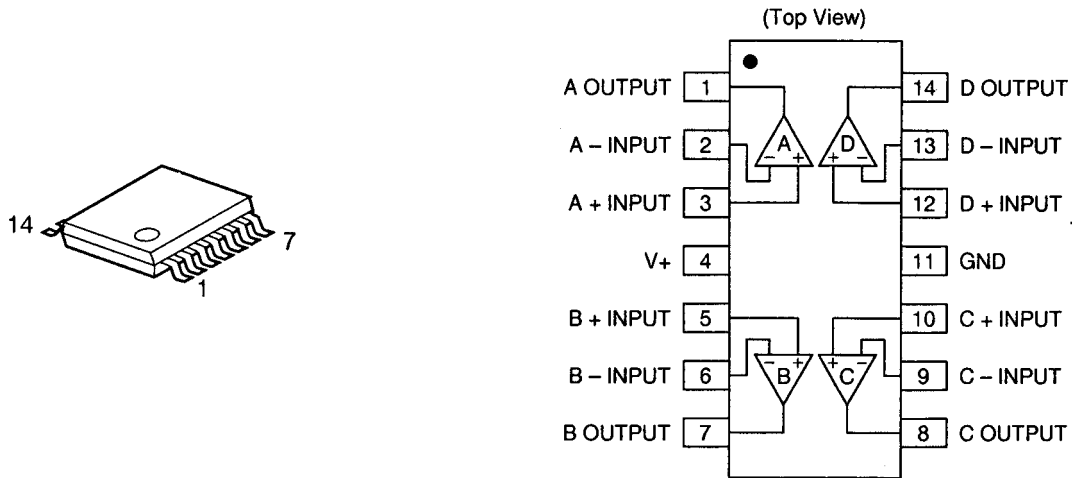 (Top View)
A OUTPUT 1 14 D OUTPUT
A – INPUT 2 13 D – INPUT
A + INPUT 3 12 D + INPUT
V+ 4 11 GND
B + INPUT 5 10 C + INPUT
B – INPUT 6 9 C – INPUT
B OUTPUT 7 8 C OUTPUT
A D
– + + –
– + + –
B C
14
7
1